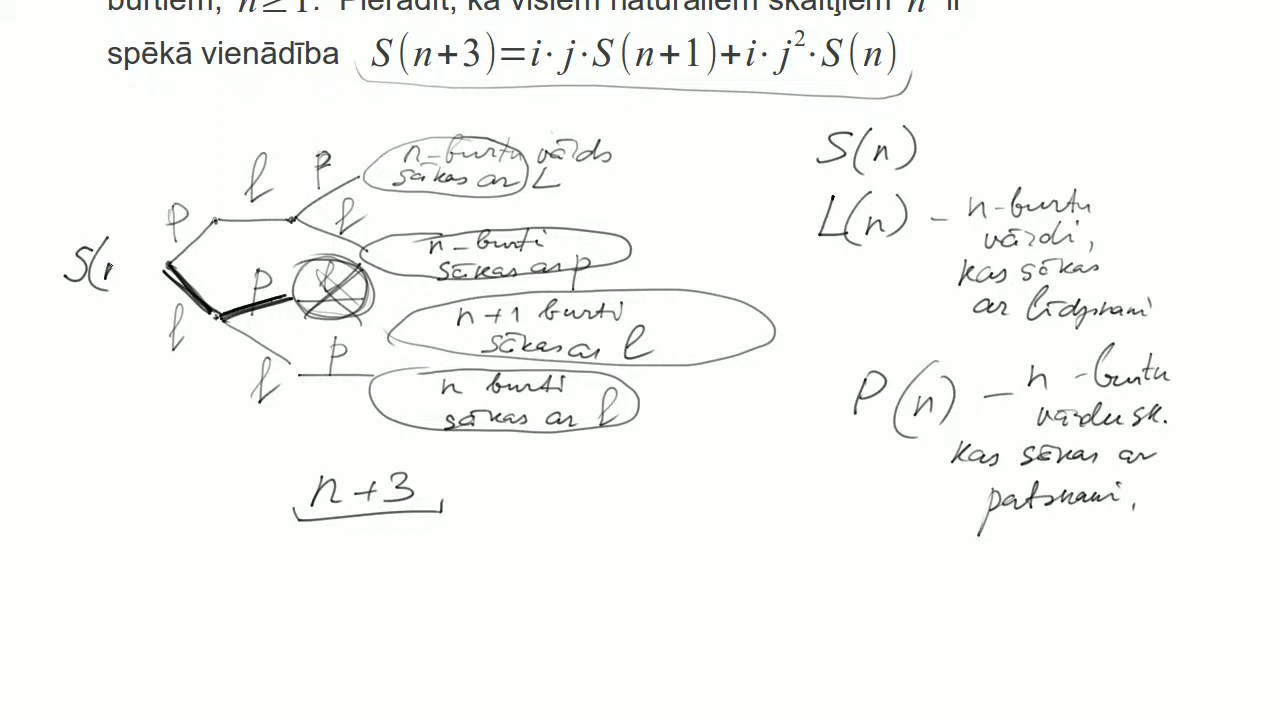 burtiem, n≥1. Pierādīt, ka visiem naturāliem skaitļiem n ir
spēkā vienādība S(n+3)=i·j·S(n+1)+i·j²·S(n)
n-burtu vārds
sākas ar L
p
l
p
l
n-burti
sākas ar p
S(
p
l
l
n+1 burti
sākas ar l
l
p
n burti
sākas ar l
n+3
S(n)
L(n) – n-burtu
vārdi,
kas sākas
ar līdzskani
P(n) – n-burtu
vārdu sk.
kas sākas ar
patskani,